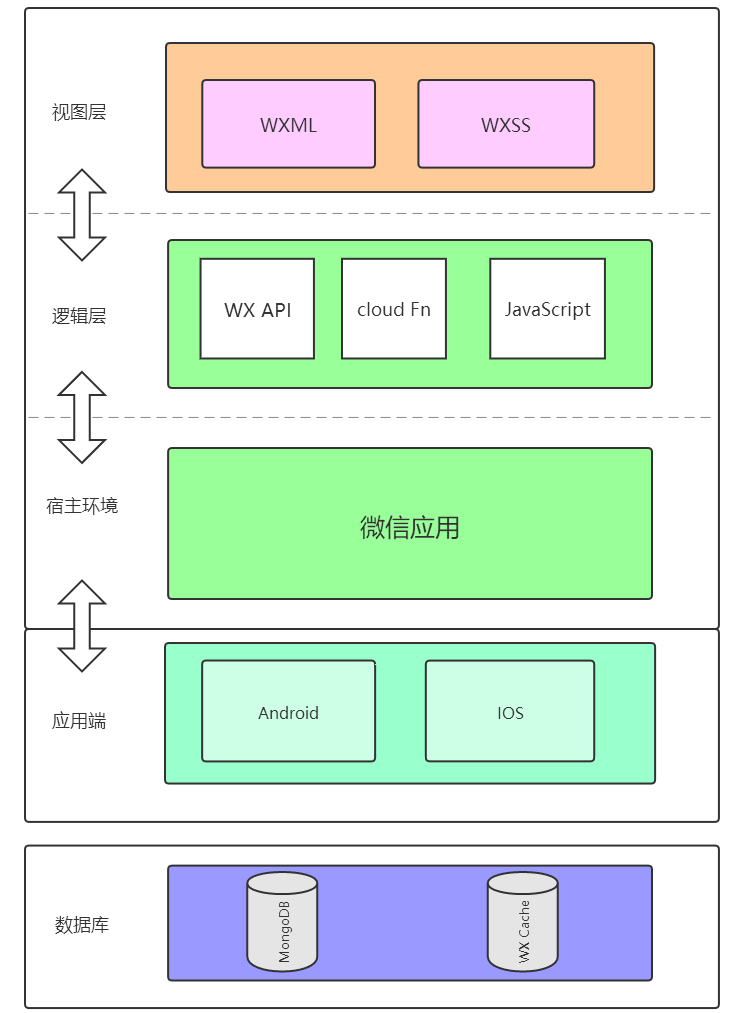 视图层
WXML
WXSS
逻辑层
WX API
cloud Fn
JavaScript
宿主环境
微信应用
应用端
Android
IOS
数据库
MongoDB
WX Cache